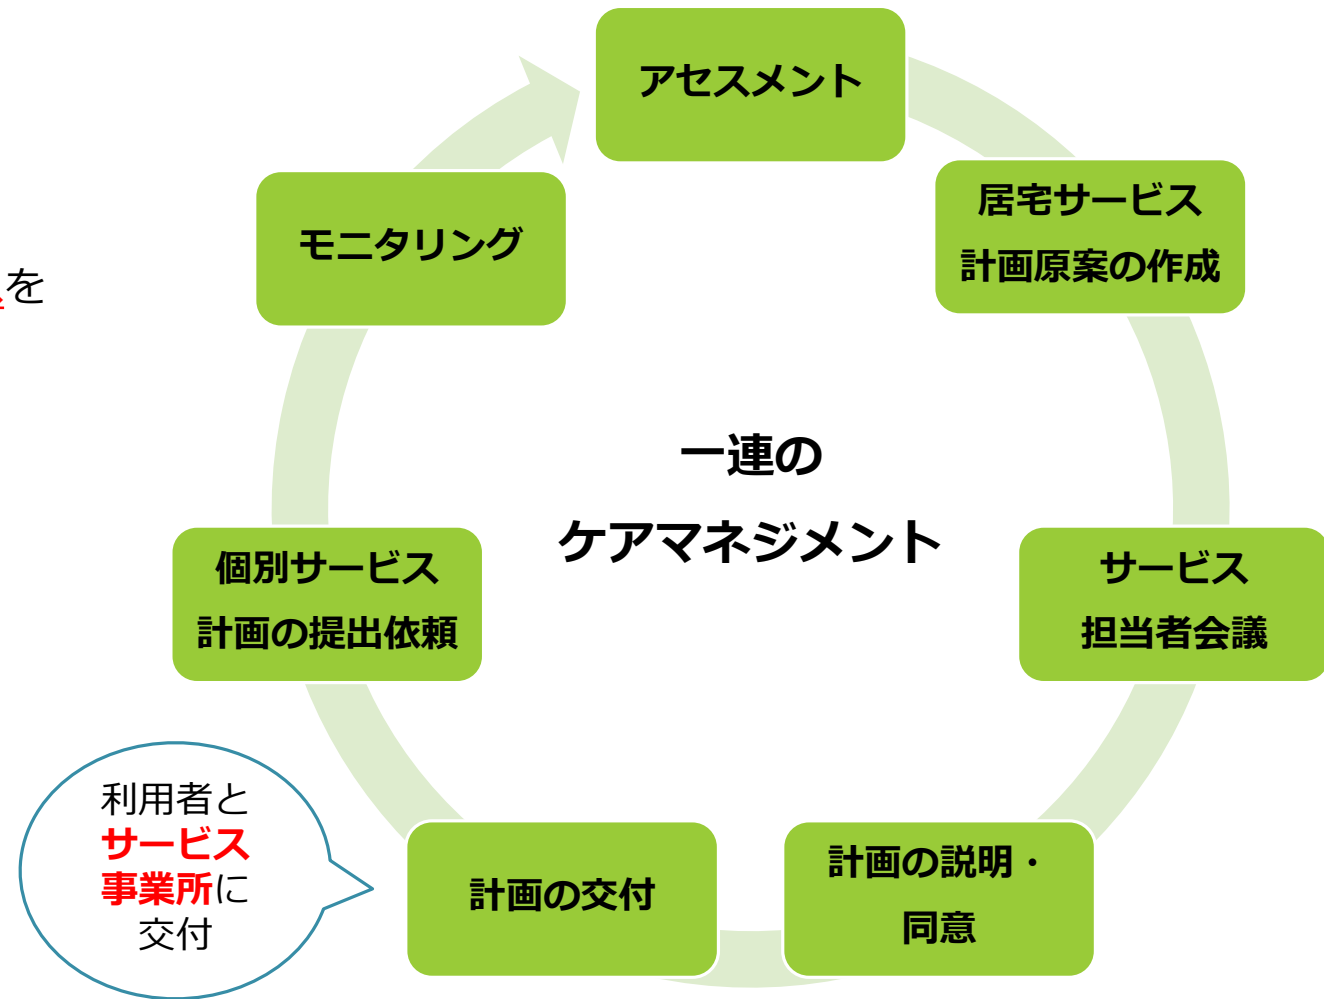 アセスメント
居宅サービス
計画原案の作成
サービス
担当者会議
計画の説明・
同意
計画の交付
利用者と
サービス
事業所に
交付
個別サービス
計画の提出依頼
モニタリング
を
一連の
ケアマネジメント